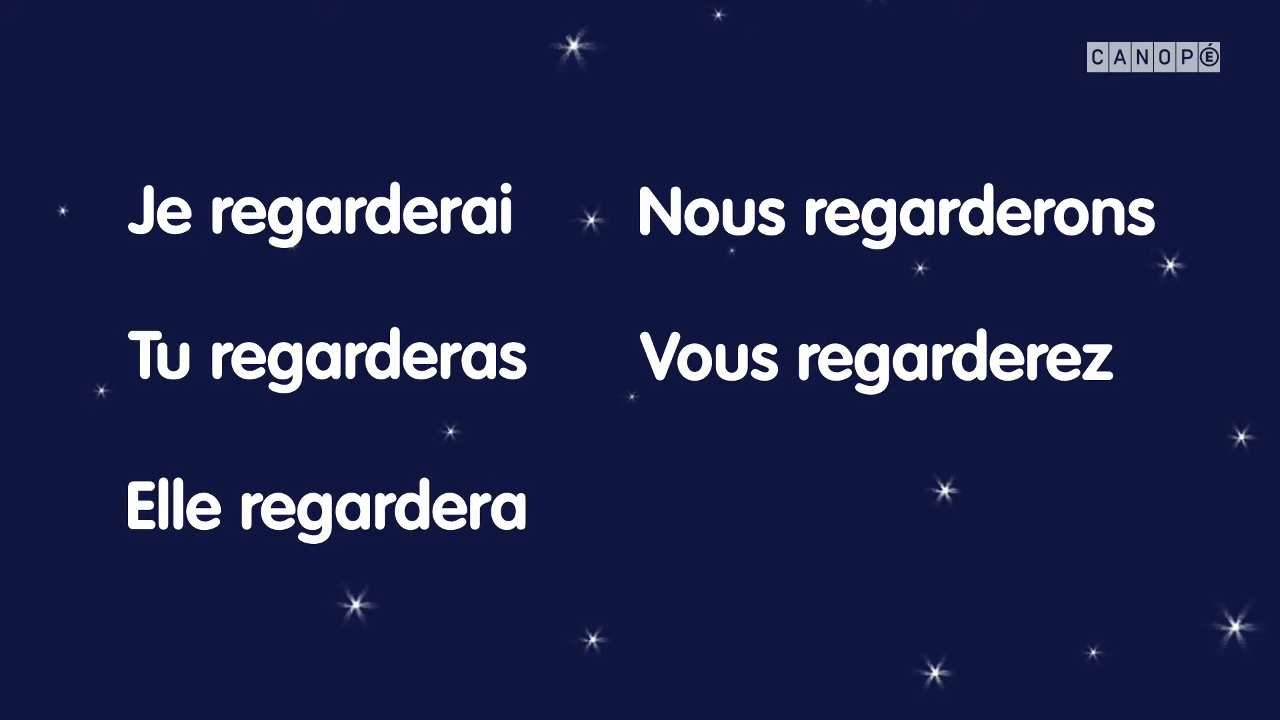 CANOPÉ
Je regarderai
Nous regarderons
Tu regarderas
Vous regarderez
Elle regardera